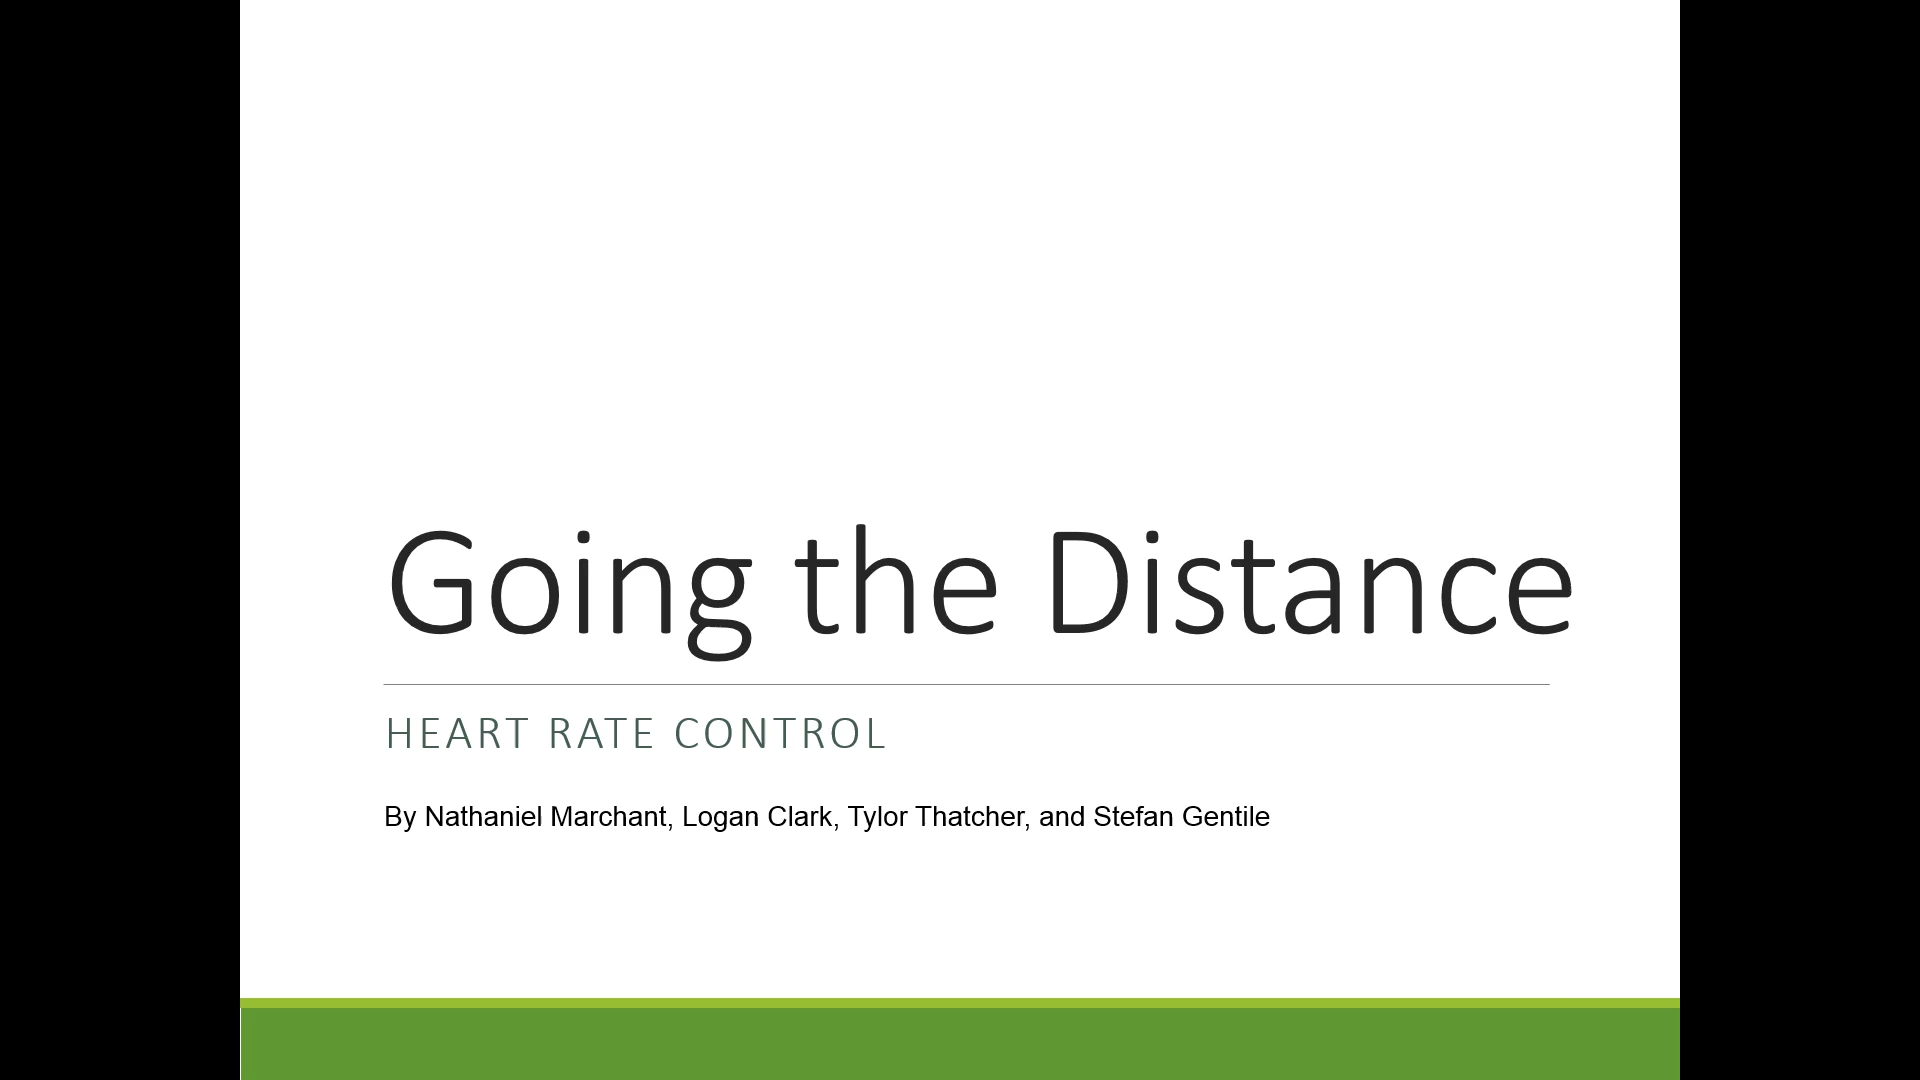 Going the Distance
HEART RATE CONTROL
By Nathaniel Marchant, Logan Clark, Tylor Thatcher, and Stefan Gentile